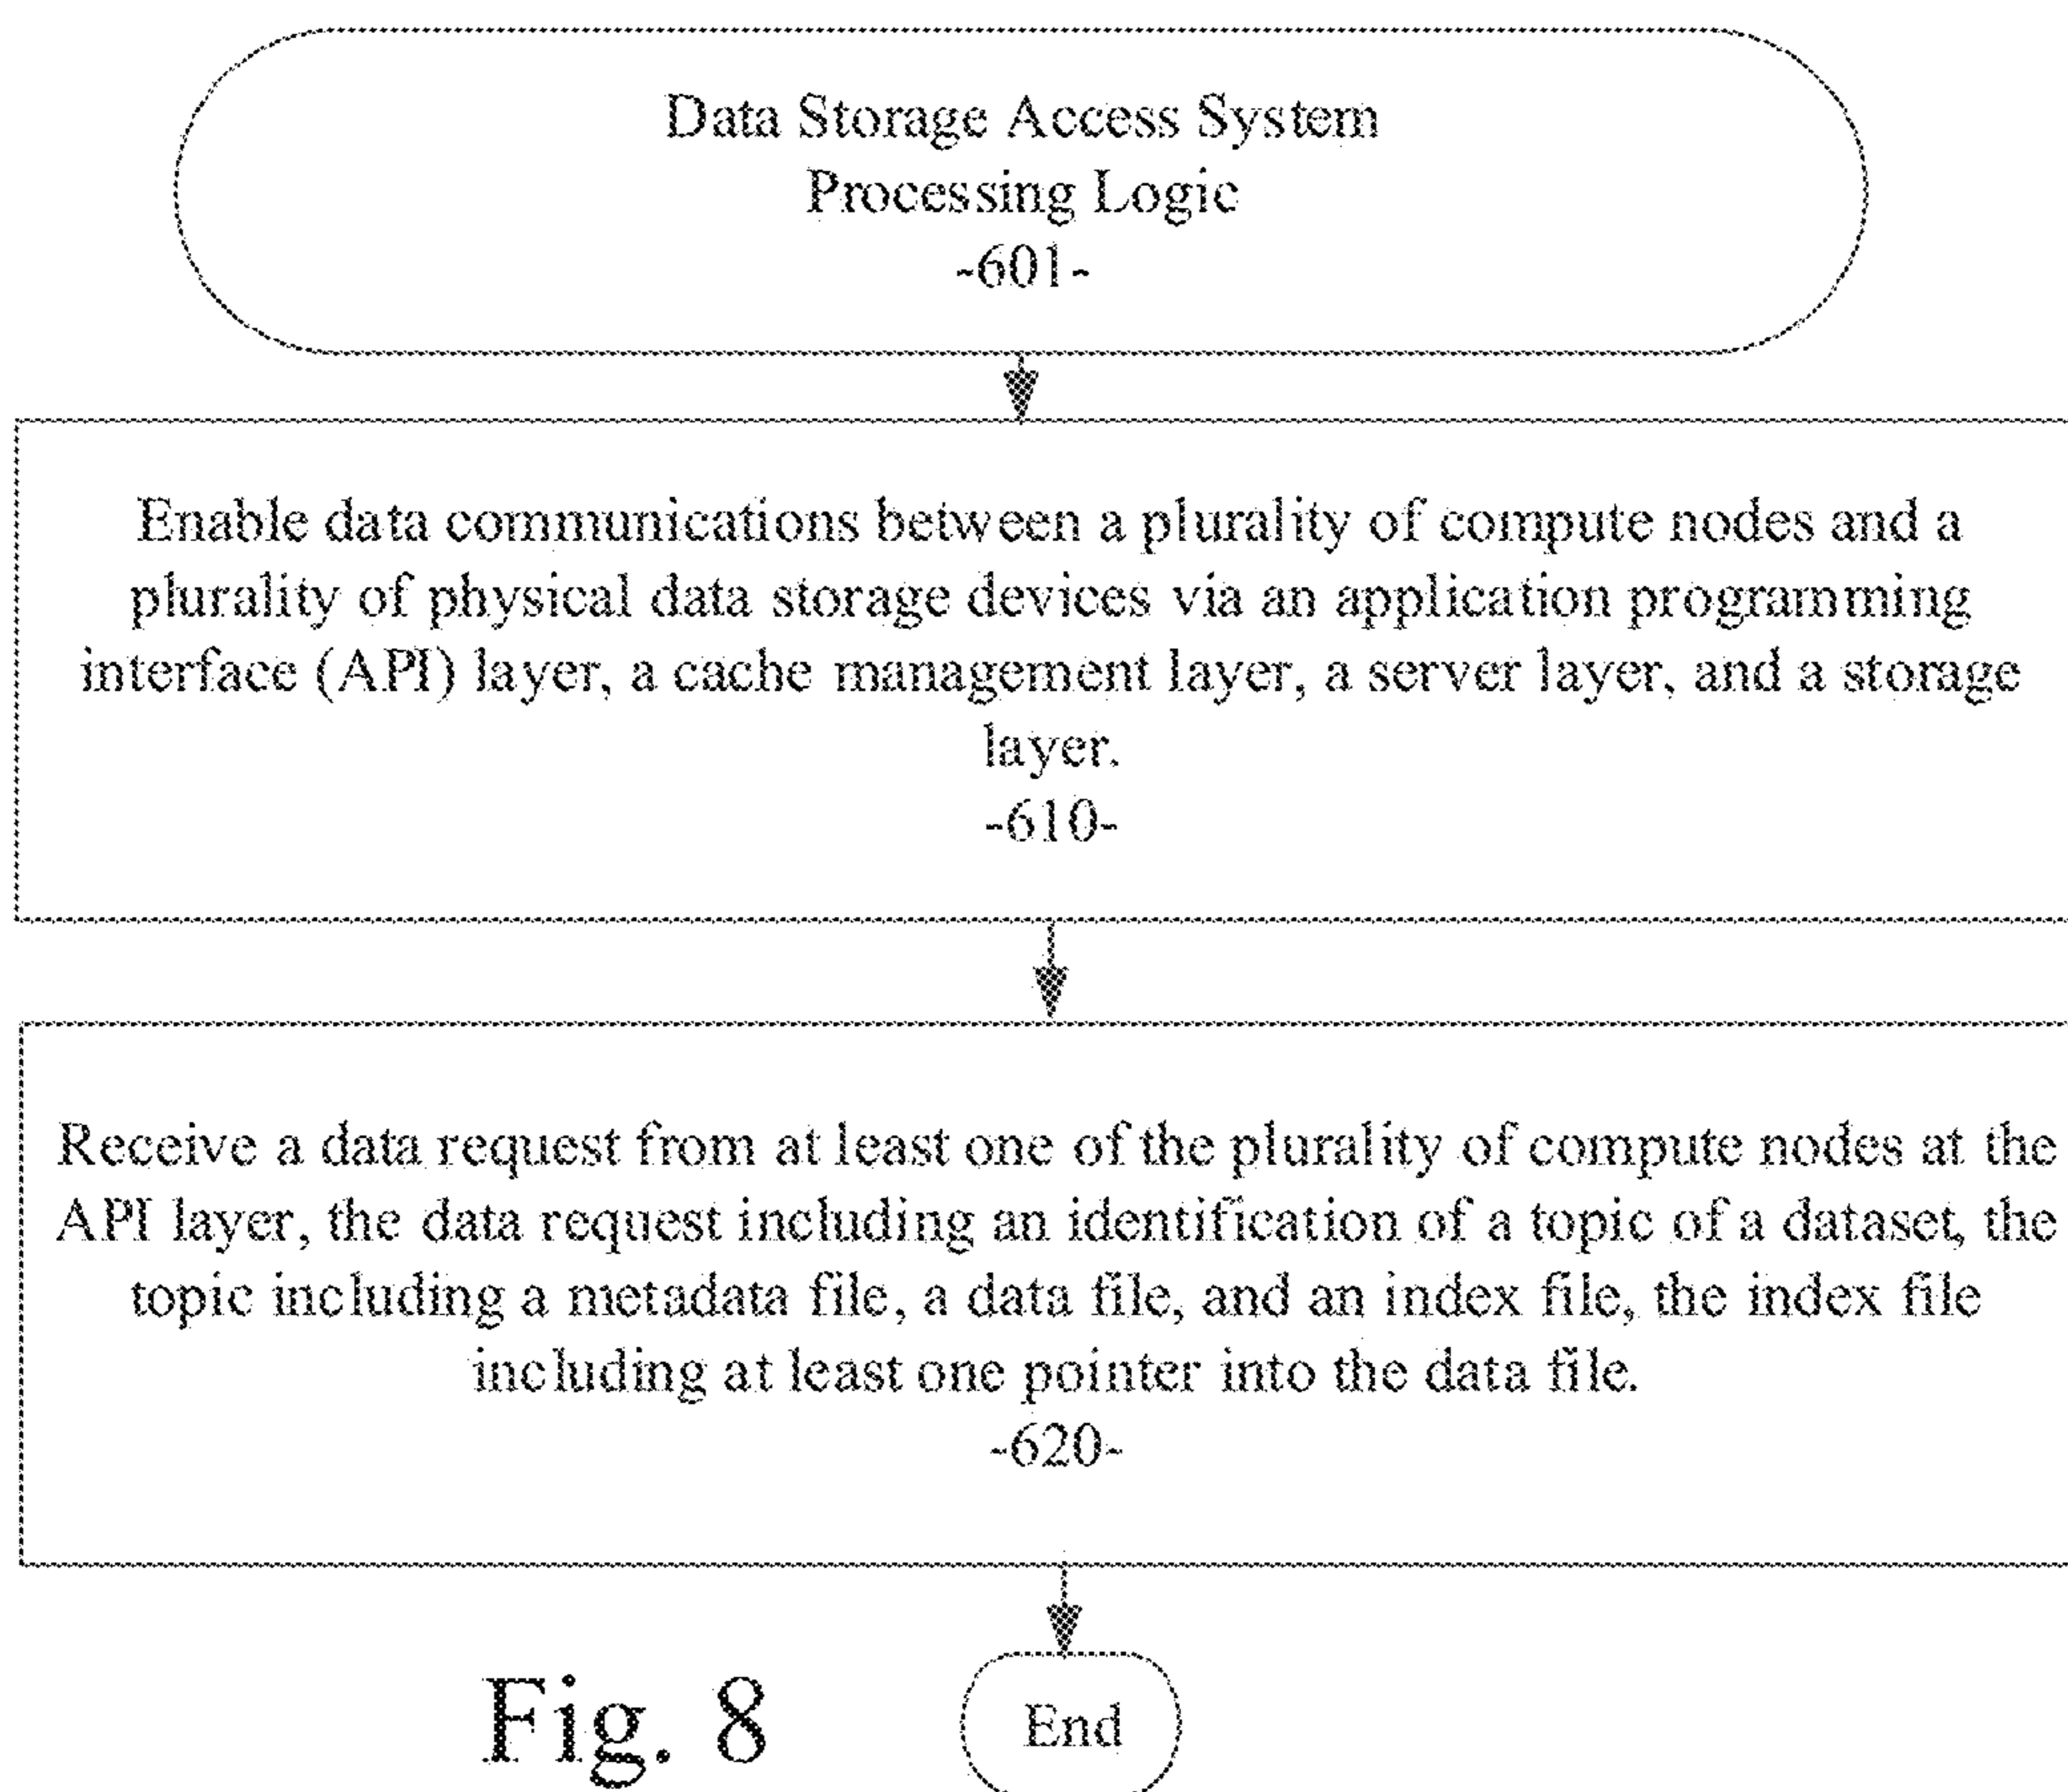 Data Storage Access System
Processing Logic
-601-
Enable data communications between a plurality of compute nodes and a
plurality of physical data storage devices via an application programming
interface (API) layer, a cache management layer, a server layer, and a storage
layer.
-610-
Receive a data request from at least one of the plurality of compute nodes at the
API layer, the data request including an identification of a topic of a dataset, the
topic including a metadata file, a data file, and an index file, the index file
including at least one pointer into the data file.
-620-
Fig. 8
End